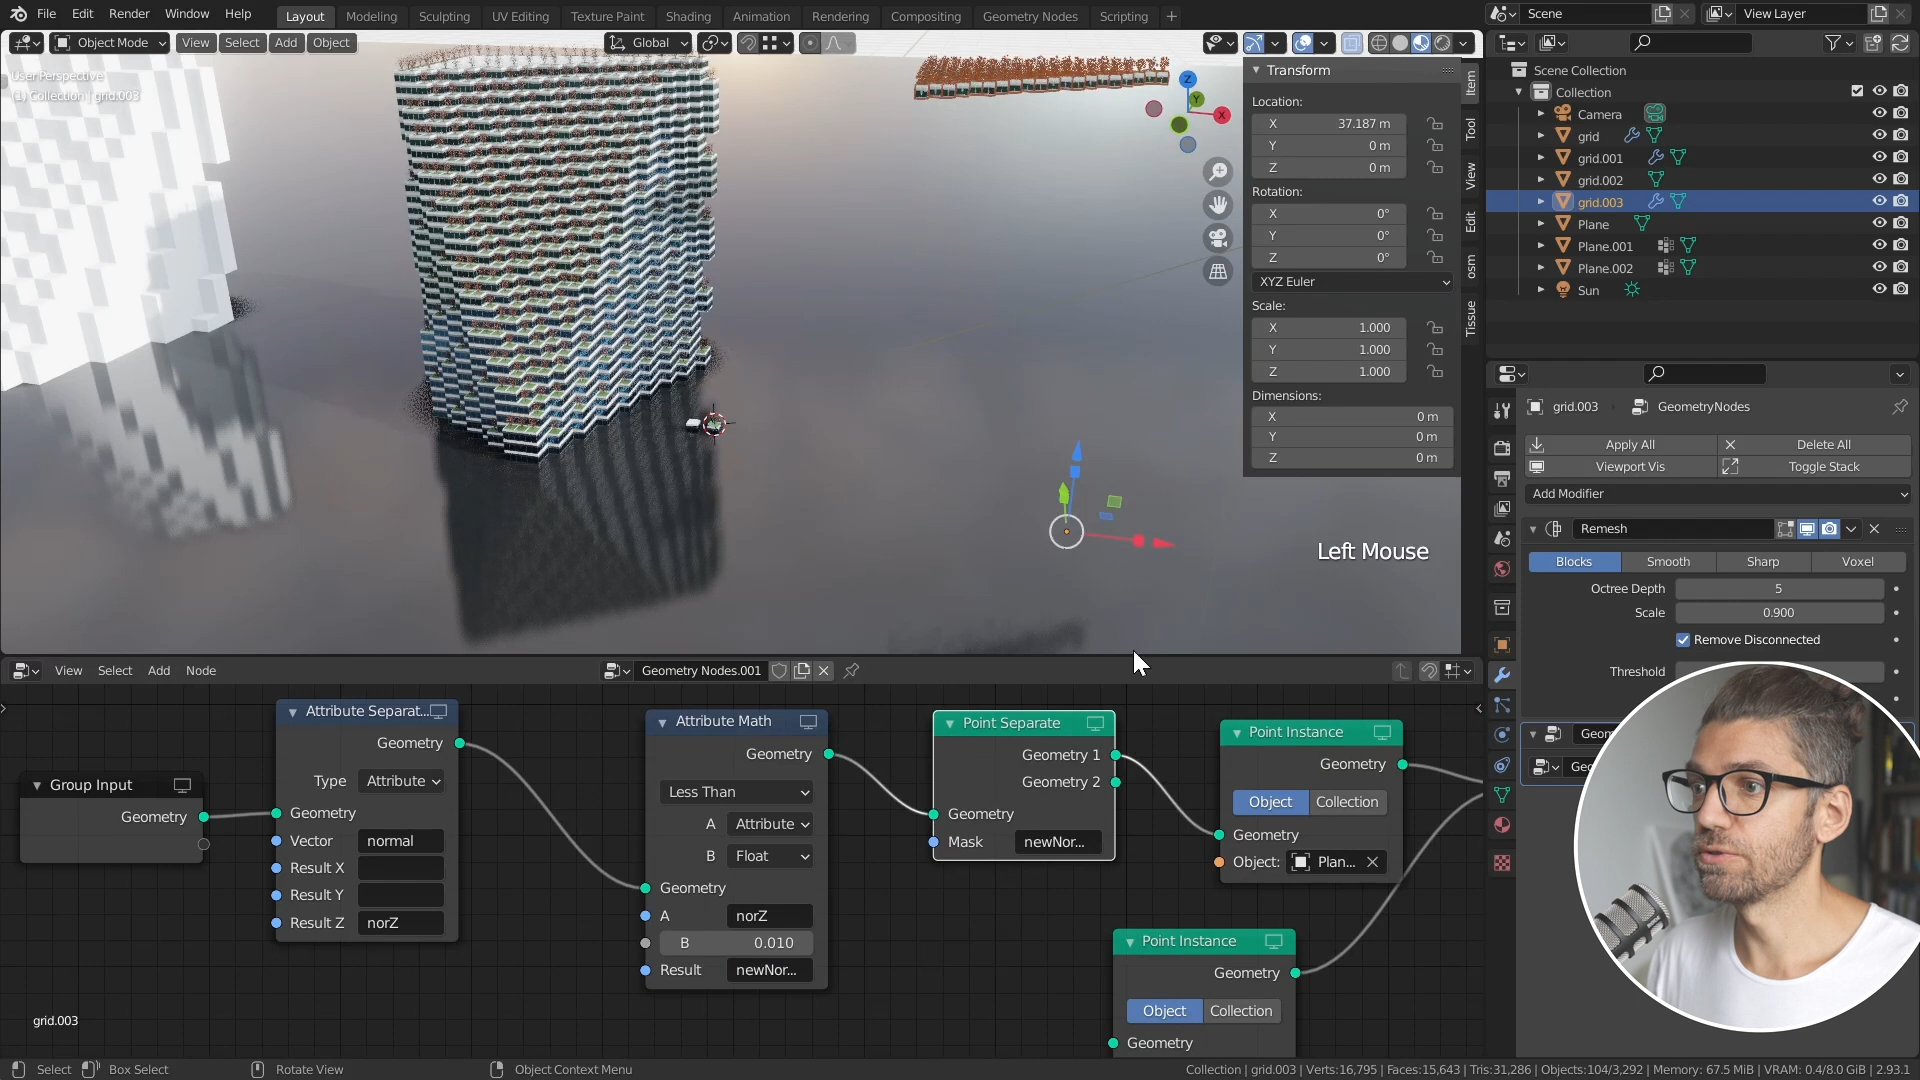 File Edit Render Window Help Layout Modeling Sculpting UV Editing Texture Paint Shading Animation Rendering Compositing Geometry Nodes Scripting + Scene View Layer
Object Mode View Select Add Object Global
User Perspective
(1) Collection | grid.003
Transform
Location:
X 37.187 m
Y 0 m
Z 0 m
Rotation:
X 0°
Y 0°
Z 0°
XYZ Euler
Scale:
X 1.000
Y 1.000
Z 1.000
Dimensions:
X 0 m
Y 0 m
Z 0 m
Item
Tool
View
Edit
osm
Tissue
Z
Y
X
Left Mouse
Scene Collection
Collection
Camera
grid
grid.001
grid.002
grid.003
Plane
Plane.001
Plane.002
Sun
grid.003 GeometryNodes
Apply All Delete All
Viewport Vis Toggle Stack
Add Modifier
Remesh
Blocks Smooth Sharp Voxel
Octree Depth 5
Scale 0.900
Remove Disconnected
Threshold
Geom
Geo
View Select Add Node Geometry Nodes.001
Group Input
Geometry
Attribute Separat...
Geometry
Type Attribute
Geometry
Vector normal
Result X
Result Y
Result Z norZ
Attribute Math
Geometry
Less Than
A Attribute
B Float
Geometry
A norZ
B 0.010
Result newNor...
Point Separate
Geometry 1
Geometry 2
Geometry
Mask newNor...
Point Instance
Geometry
Object Collection
Geometry
Object: Plan...
Point Instance
Geometry
Object Collection
Geometry
grid.003
Select Box Select Rotate View Object Context Menu Collection | grid.003 | Verts:16,795 | Faces:15,643 | Tris:31,286 | Objects:104/3,292 | Memory: 67.5 MiB | VRAM: 0.4/8.0 GiB | 2.93.1